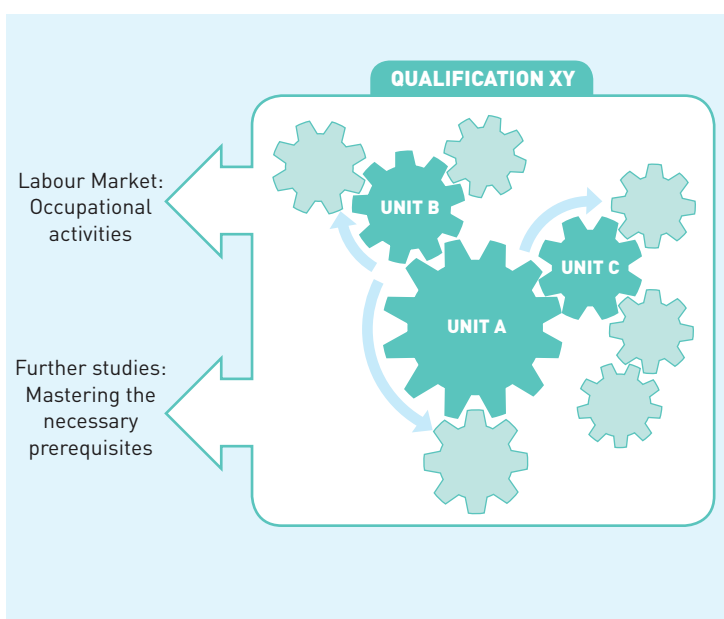 QUALIFICATION XY
Labour Market:
Occupational
activities
UNIT B
UNIT C
UNIT A
Further studies:
Mastering the
necessary
prerequisites